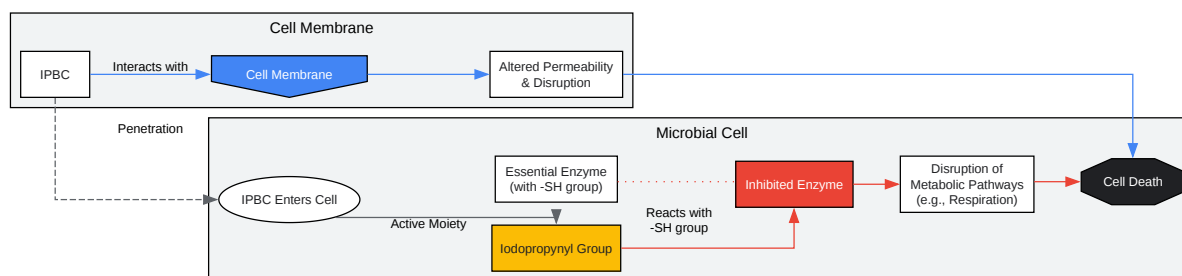 Cell Membrane
IPBC
Interacts with
Cell Membrane
Altered Permeability
& Disruption
Penetration
Microbial Cell
Essential Enzyme
(with -SH group)
Inhibited Enzyme
Disruption of
Metabolic Pathways
(e.g., Respiration)
Cell Death
IPBC Enters Cell
Active Moiety
Reacts with
-SH group
Iodopropynyl Group